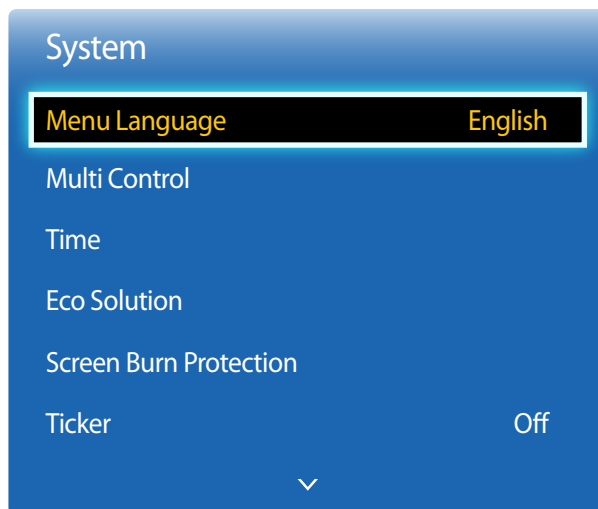 System
Menu Language English
Multi Control
Time
Eco Solution
Screen Burn Protection
Ticker Off